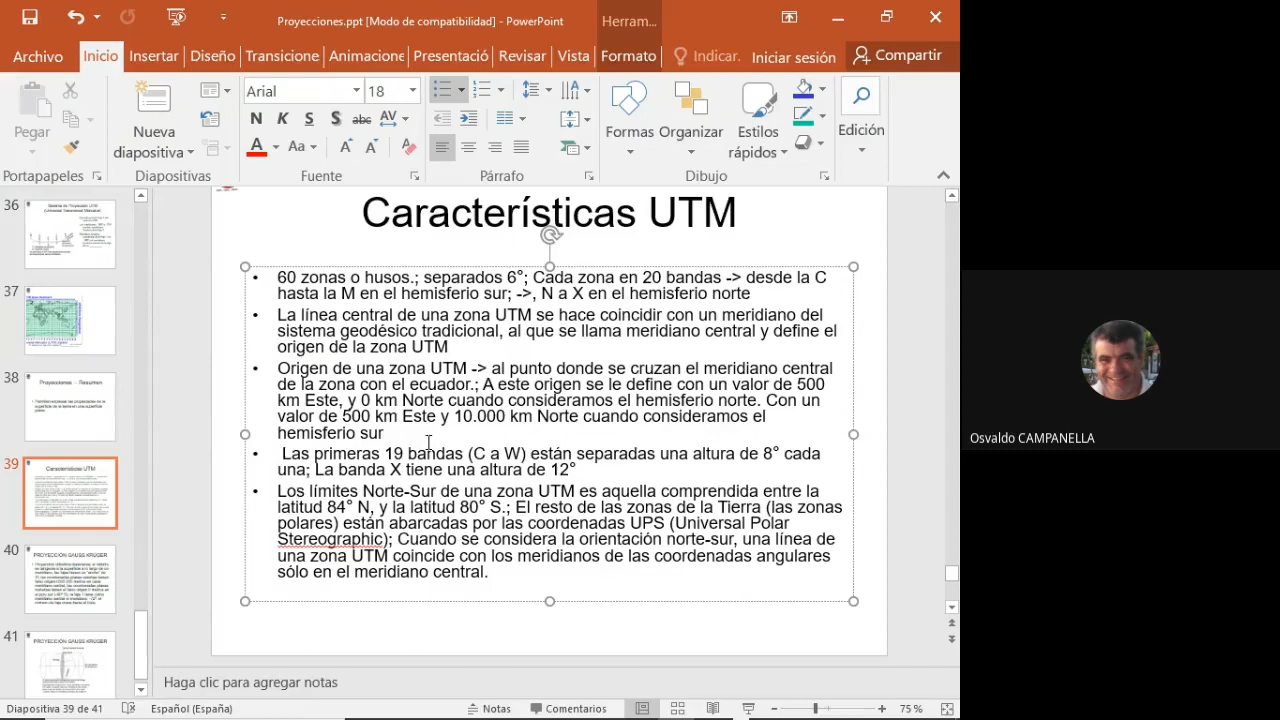 Proyecciones.ppt [Modo de compatibilidad] - PowerPoint
Herram...
Archivo
Inicio
Insertar
Diseño
Transicione
Animacione
Presentació
Revisar
Vista
Formato
Indicar.
Iniciar sesión
Compartir
Pegar
Nueva
diapositiva
Arial
18
N K S S abc AV
A Aa A A
Formas
Organizar
Estilos
rápidos
Edición
Portapapeles
Diapositivas
Fuente
Párrafo
Dibujo
36
37
38
Proyecciones - Resumen
39
Características UTM
40
PROYECCIÓN GAUSS KRÜGER
41
PROYECCIÓN GAUSS KRÜGER
Características UTM
• 60 zonas o husos.; separados 6°; Cada zona en 20 bandas -> desde la C
hasta la M en el hemisferio sur; ->, N a X en el hemisferio norte
• La línea central de una zona UTM se hace coincidir con un meridiano del
sistema geodésico tradicional, al que se llama meridiano central y define el
origen de la zona UTM
• Origen de una zona UTM -> al punto donde se cruzan el meridiano central
de la zona con el ecuador.; A este origen se le define con un valor de 500
km Este, y 0 km Norte cuando consideramos el hemisferio norte. Con un
valor de 500 km Este y 10.000 km Norte cuando consideramos el
hemisferio sur
• Las primeras 19 bandas (C a W) están separadas una altura de 8° cada
una; La banda X tiene una altura de 12°
• Los límites Norte-Sur de una zona UTM es aquella comprendida entre la
latitud 84° N, y la latitud 80° S.; El resto de las zonas de la Tierra (las zonas
polares) están abarcadas por las coordenadas UPS (Universal Polar
Stereographic); Cuando se considera la orientación norte-sur, una línea de
una zona UTM coincide con los meridianos de las coordenadas angulares
sólo en el meridiano central.
Haga clic para agregar notas
Diapositiva 39 de 41
Español (España)
Notas
Comentarios
75 %
Osvaldo CAMPANELLA